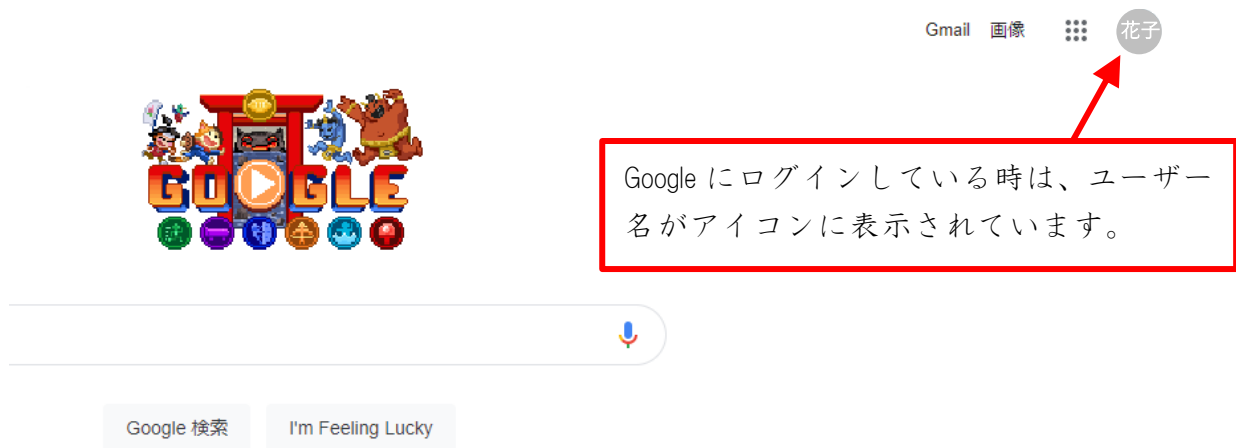 Gmail 画像 花子
GOOGLE
Google にログインしている時は、ユーザー
名がアイコンに表示されています。
Google 検索 I'm Feeling Lucky